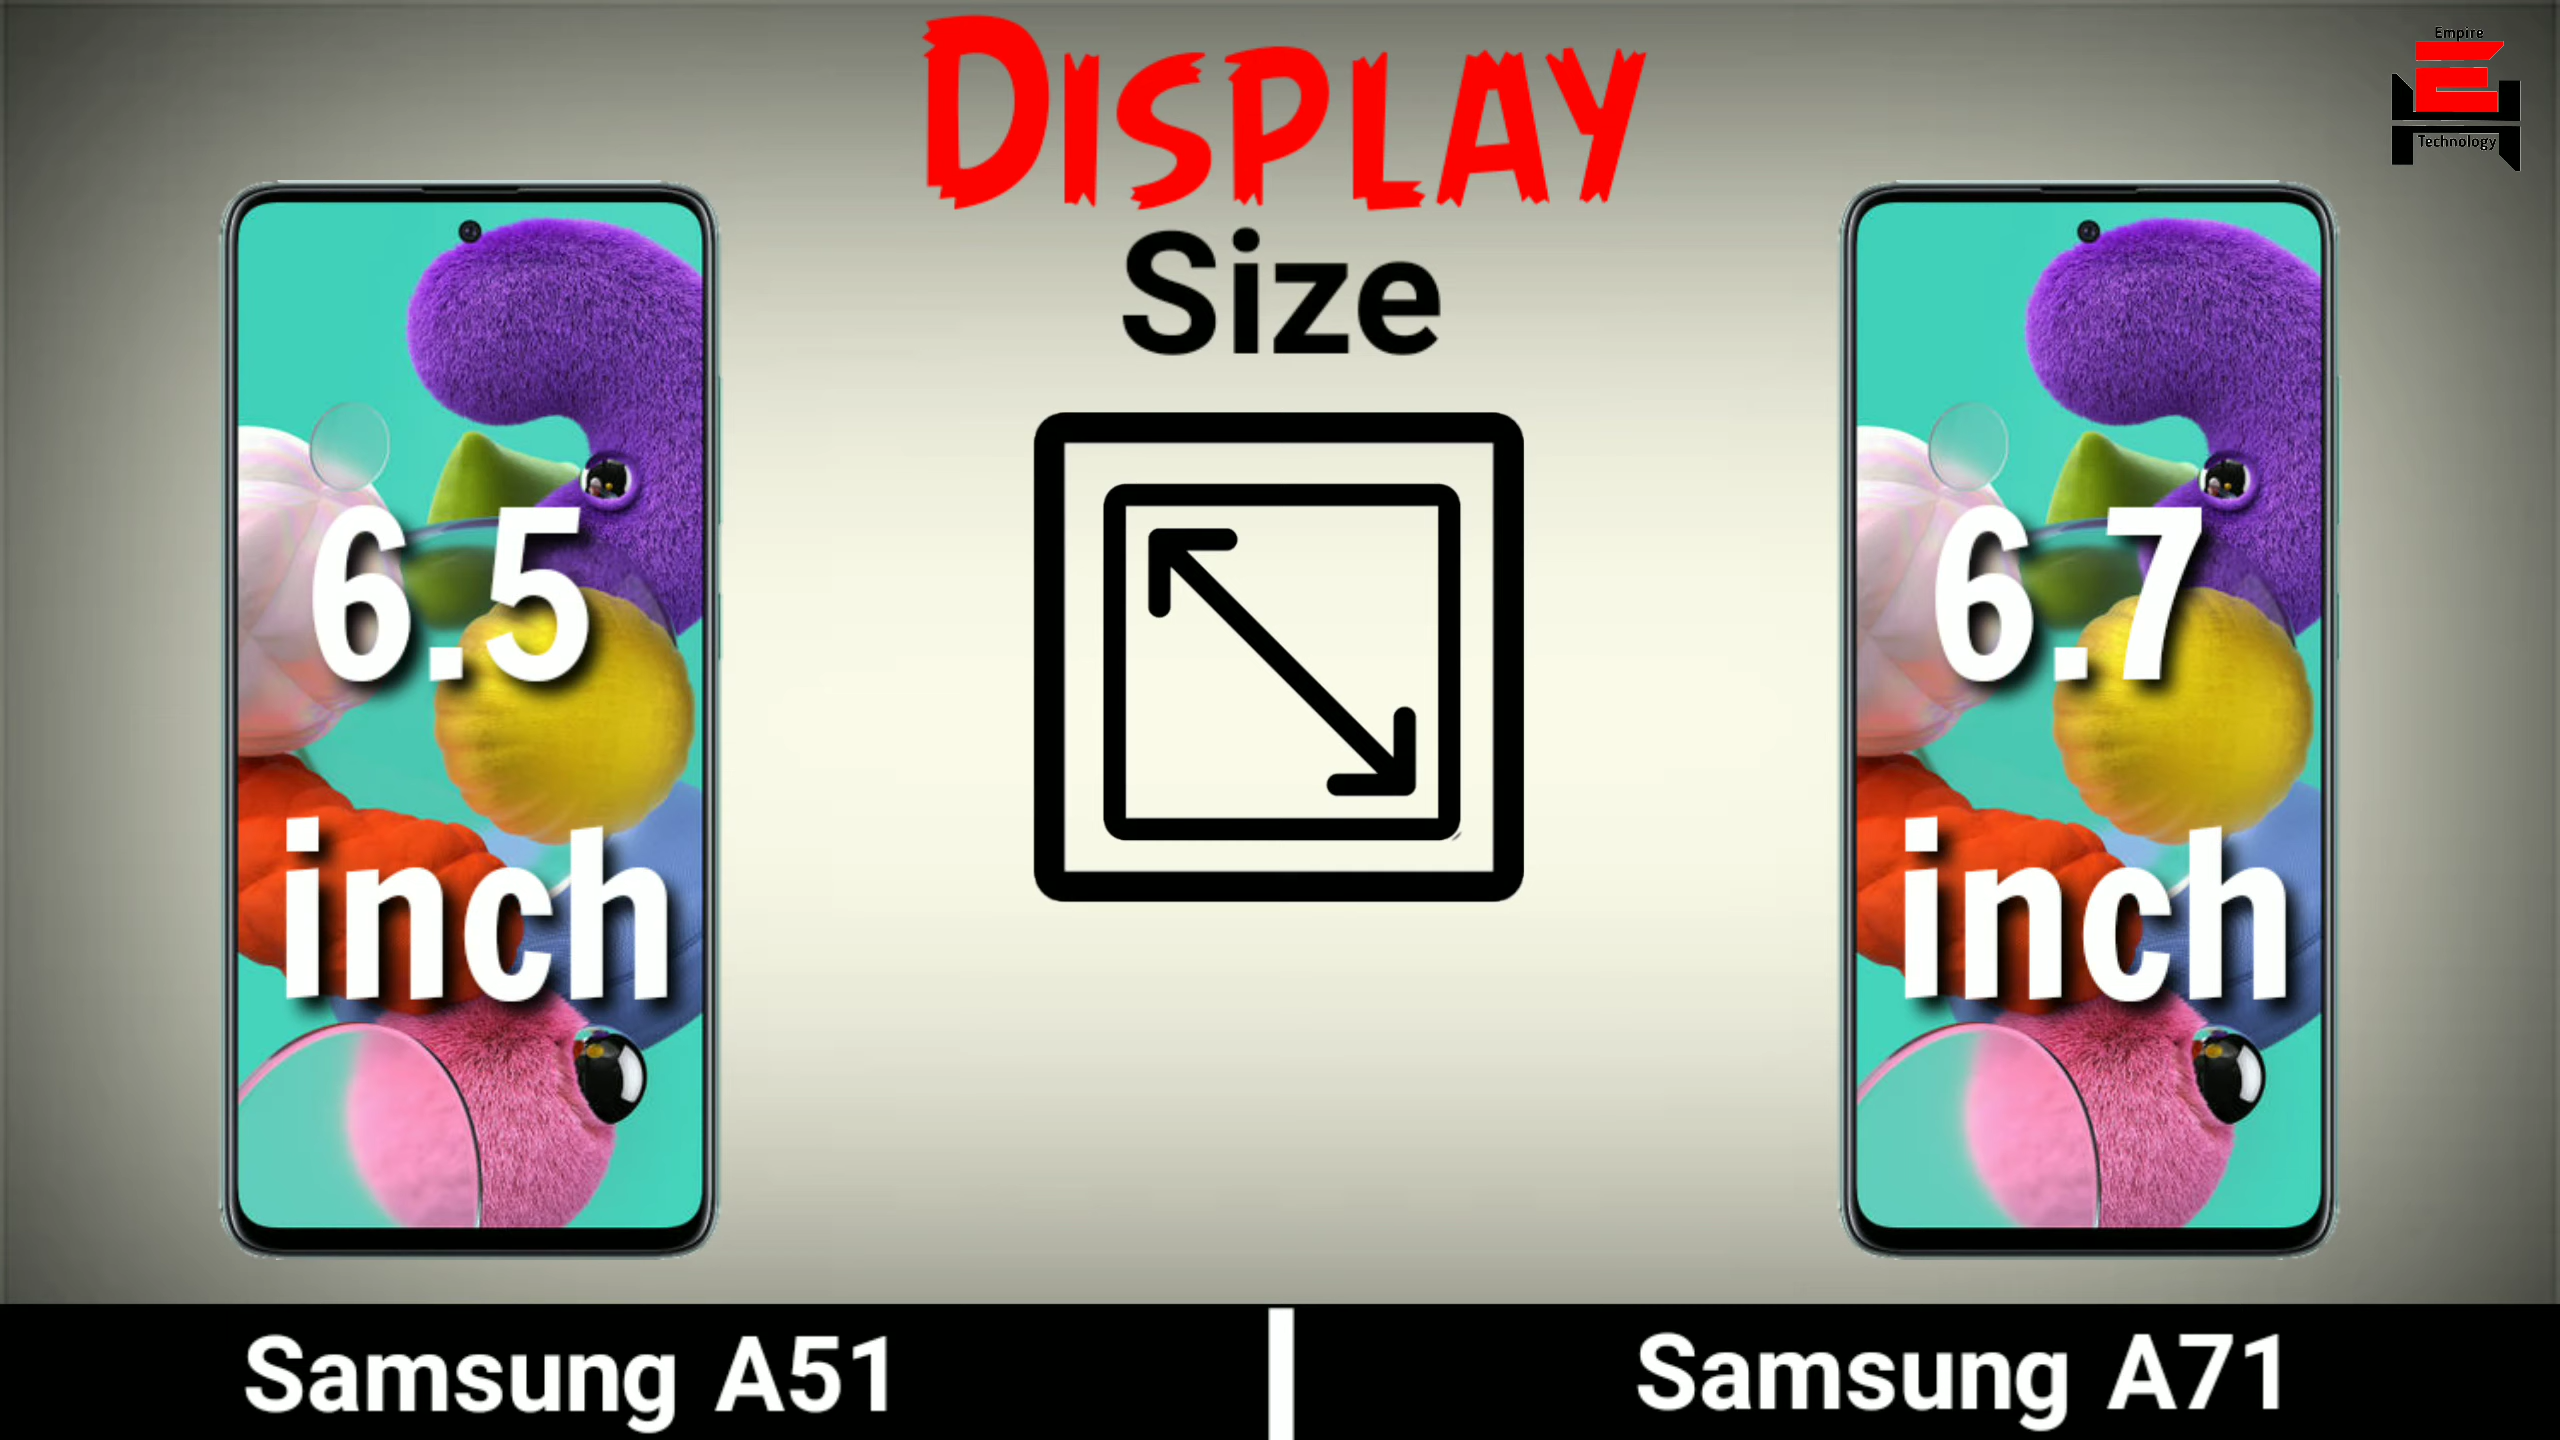 Display
Size
Empire
Technology
6.5
inch
6.7
inch
Samsung A51
Samsung A71